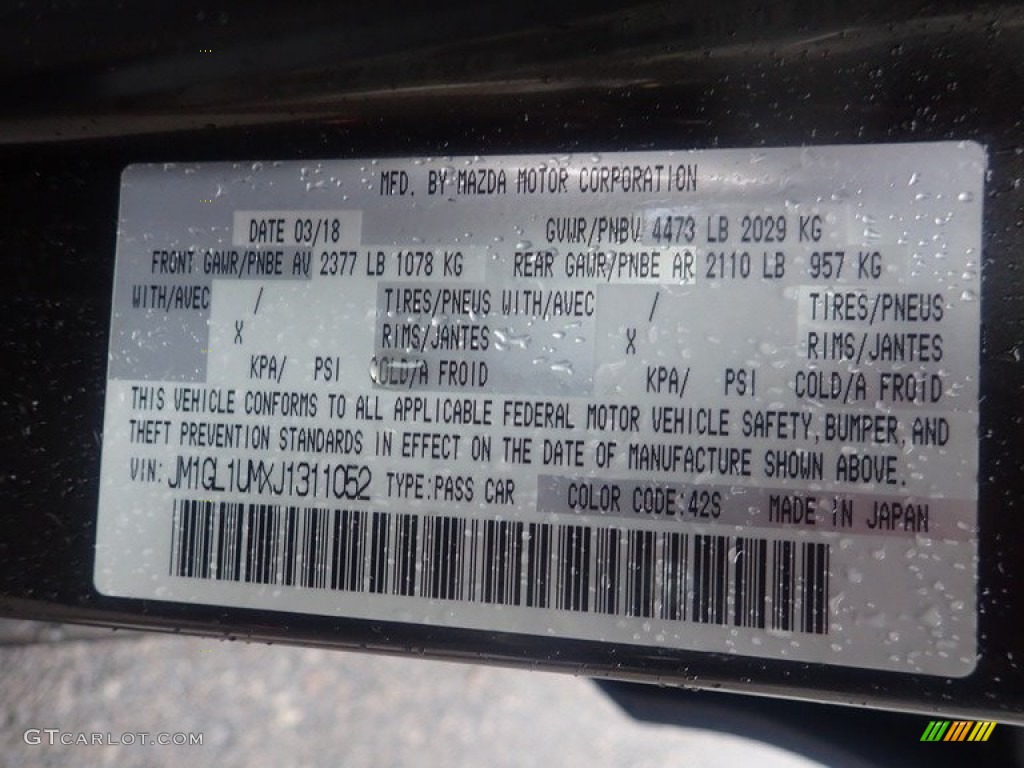 MFD. BY MAZDA MOTOR CORPORATION
DATE 03/18 GVWR/PNBV 4473 LB 2029 KG
FRONT GAWR/PNBE AV 2377 LB 1078 KG REAR GAWR/PNBE AR 2110 LB 957 KG
WITH/AVEC / TIRES/PNEUS WITH/AVEC / TIRES/PNEUS
X RIMS/JANTES X RIMS/JANTES
KPA/ PSI COLD/A FROID KPA/ PSI COLD/A FROID
THIS VEHICLE CONFORMS TO ALL APPLICABLE FEDERAL MOTOR VEHICLE SAFETY, BUMPER, AND
THEFT PREVENTION STANDARDS IN EFFECT ON THE DATE OF MANUFACTURE SHOWN ABOVE.
VIN: JM1GL1UMXJ1311052 TYPE:PASS CAR COLOR CODE:42S MADE IN JAPAN
GTCARLOT.COM